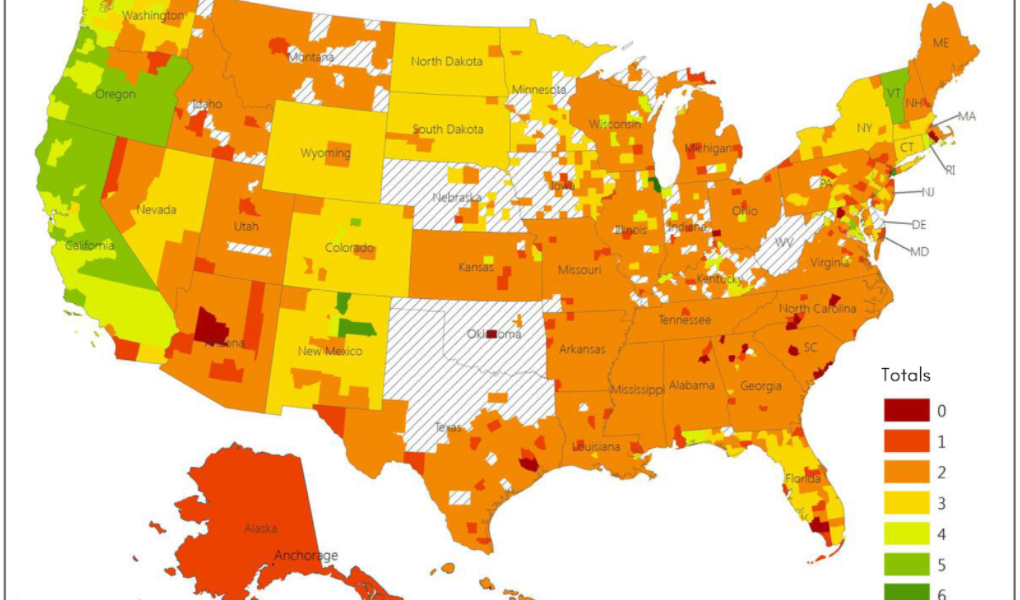 Washington
ME
Montana
North Dakota
Minnesota
Oregon
VT
Idaho
NH
MA
Wisconsin
South Dakota
NY
Michigan
CT
Wyoming
RI
Iowa
PA
NJ
Nebraska
Nevada
Ohio
Utah
Illinois
Indiana
DE
WV
California
Colorado
MD
Virginia
Kansas
Missouri
Kentucky
North Carolina
Tennessee
Oklahoma
Arizona
SC
New Mexico
Arkansas
Totals
Mississippi
Alabama
Georgia
0
Texas
1
Louisiana
2
Florida
3
Alaska
4
Anchorage
5
6